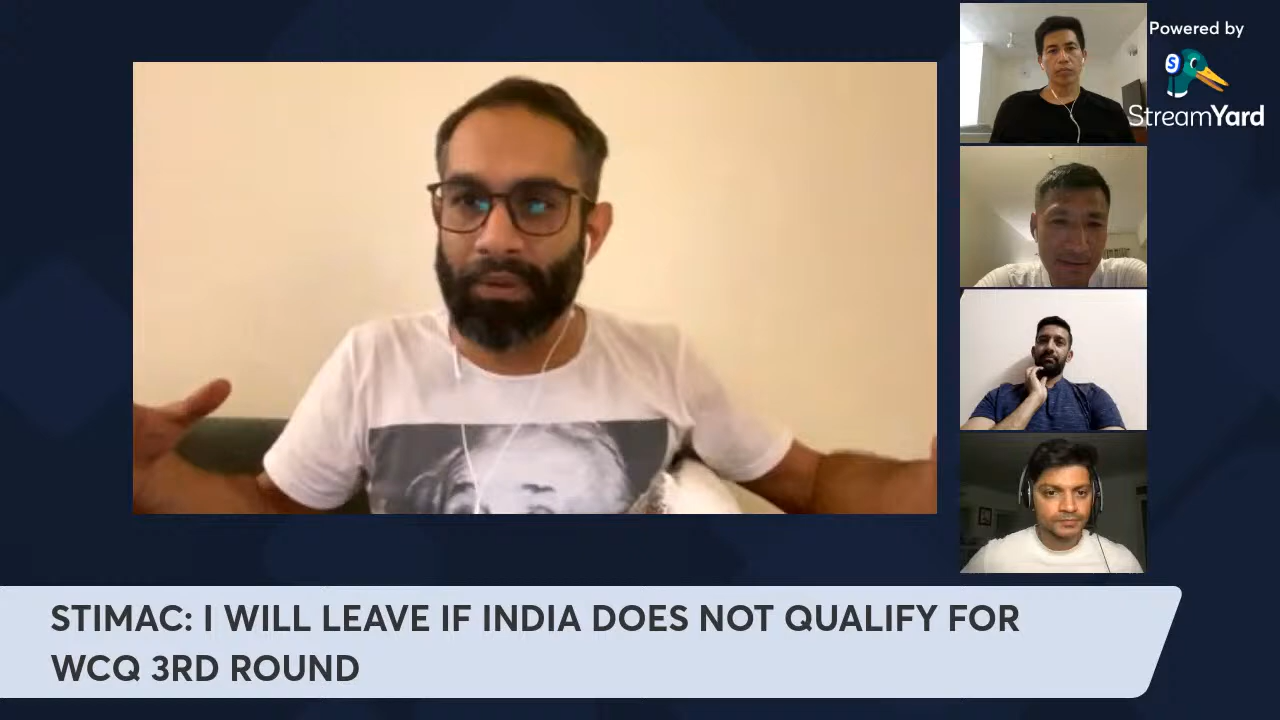 Powered by
S
StreamYard
STIMAC: I WILL LEAVE IF INDIA DOES NOT QUALIFY FOR
WCQ 3RD ROUND